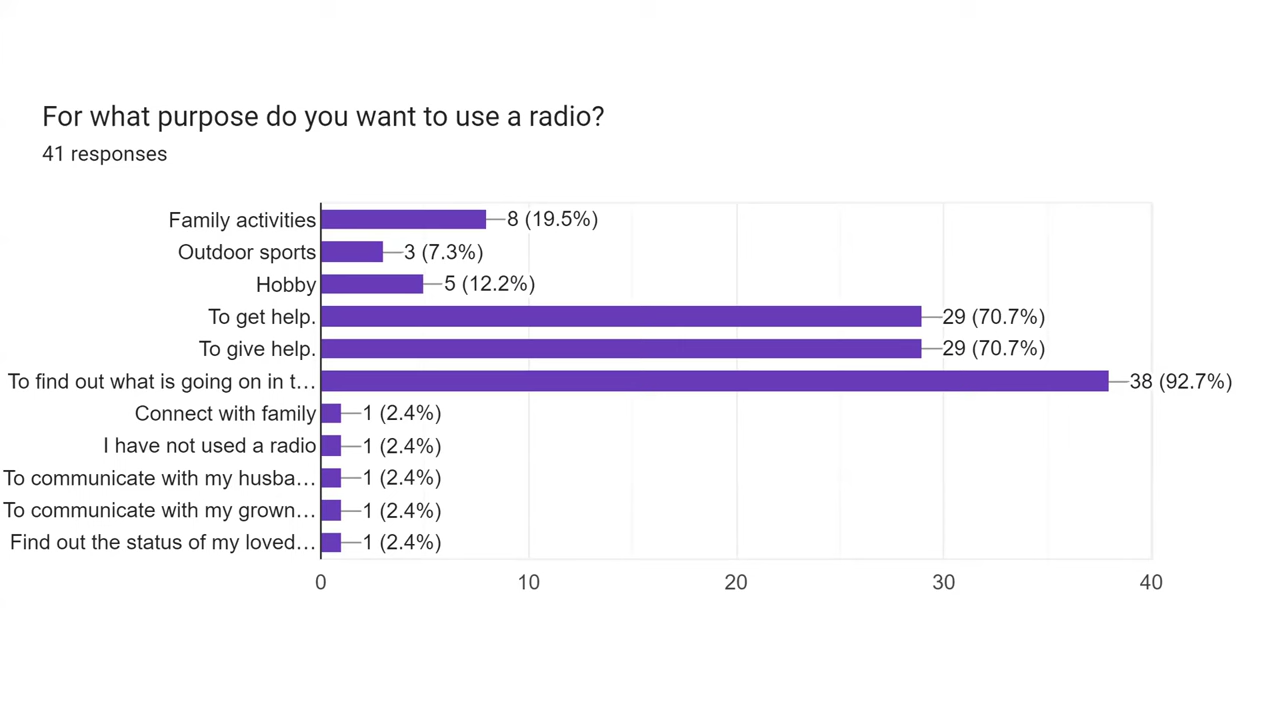 For what purpose do you want to use a radio?
41 responses
Family activities 8 (19.5%)
Outdoor sports 3 (7.3%)
Hobby 5 (12.2%)
To get help. 29 (70.7%)
To give help. 29 (70.7%)
To find out what is going on in t... 38 (92.7%)
Connect with family 1 (2.4%)
I have not used a radio 1 (2.4%)
To communicate with my husba... 1 (2.4%)
To communicate with my grown... 1 (2.4%)
Find out the status of my loved... 1 (2.4%)
0 10 20 30 40